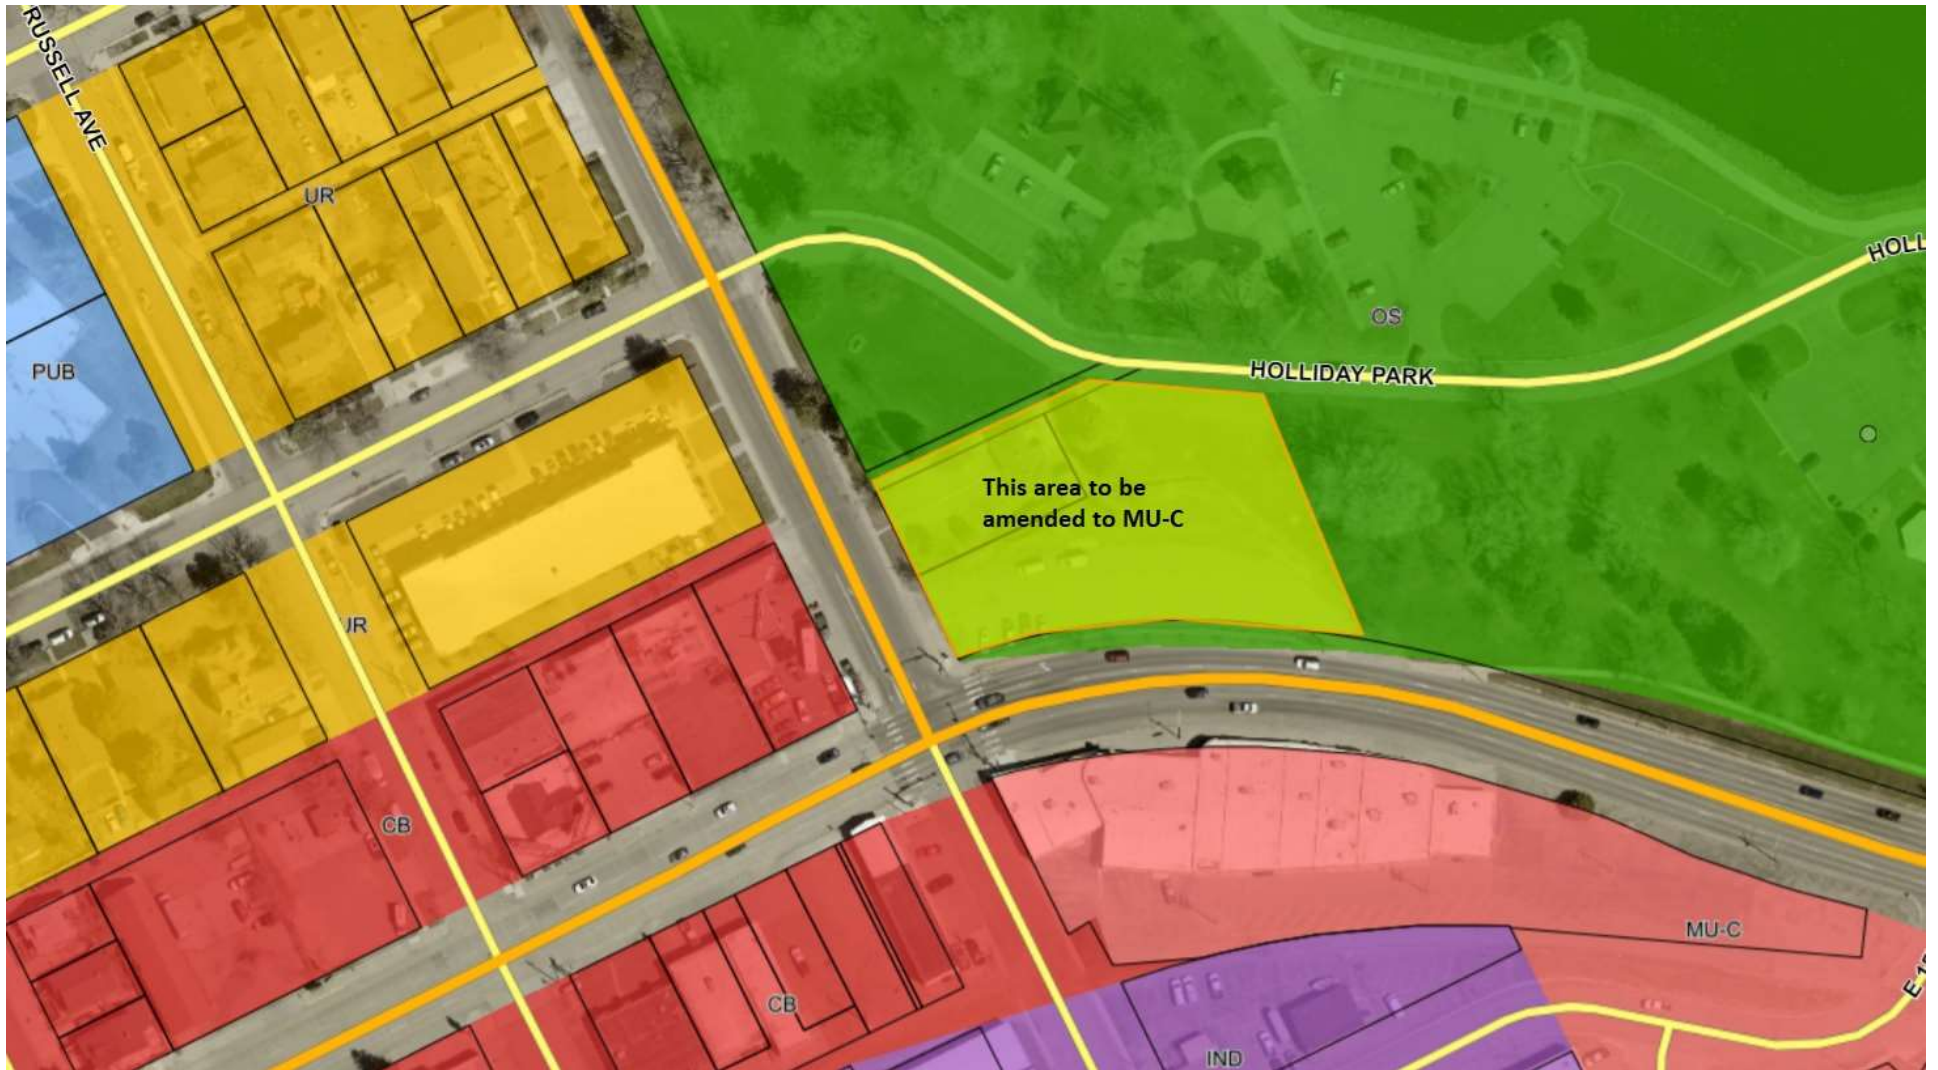 RUSSELL AVE
UR
HOLL
OS
PUB
HOLLIDAY PARK
This area to be
amended to MU-C
UR
CB
MU-C
E 15
CB
IND